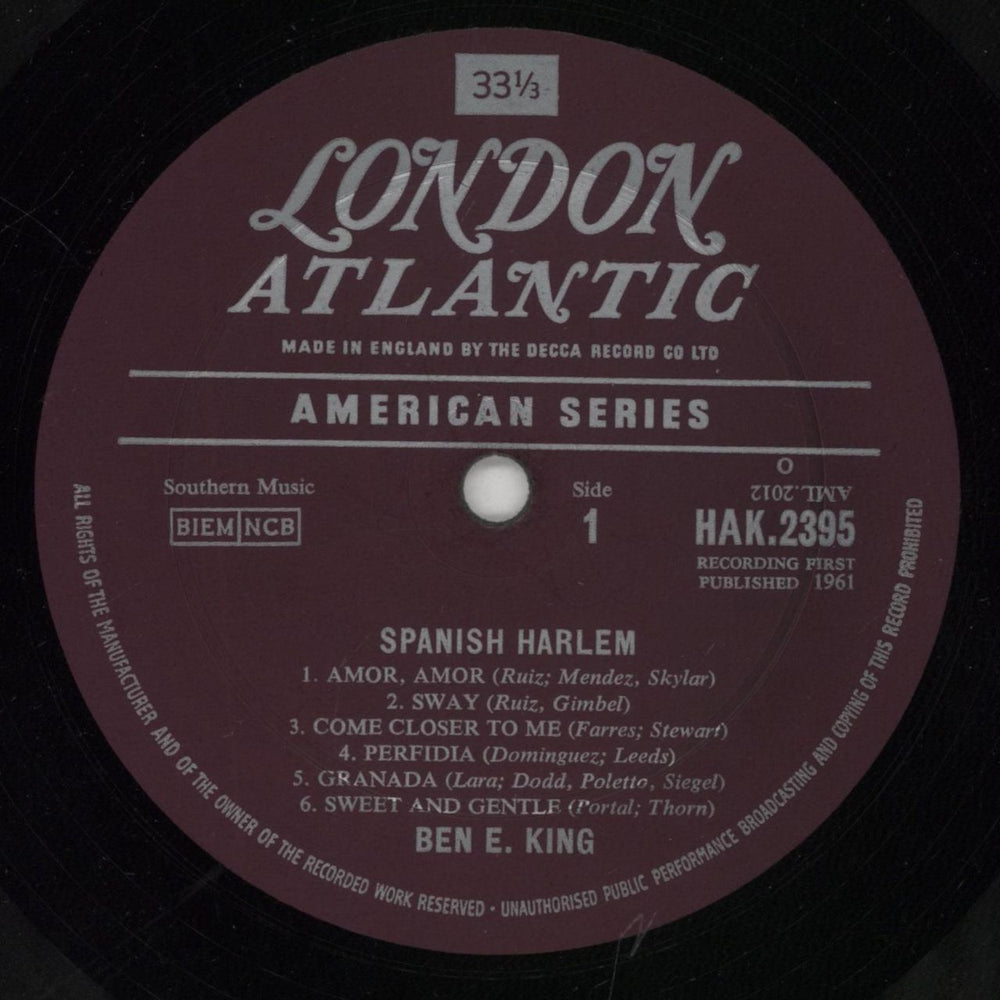 33⅓
LONDON
ATLANTIC
MADE IN ENGLAND BY THE DECCA RECORD CO LTD
AMERICAN SERIES
Southern Music
BIEM NCB
Side
1
O
AML.2012
HAK.2395
RECORDING FIRST
PUBLISHED 1961
SPANISH HARLEM
1. AMOR, AMOR (Ruiz; Mendez, Skylar)
2. SWAY (Ruiz, Gimbel)
3. COME CLOSER TO ME (Farres; Stewart)
4. PERFIDIA (Dominguez; Leeds)
5. GRANADA (Lara; Dodd, Poletto, Siegel)
6. SWEET AND GENTLE (Portal; Thorn)
BEN E. KING
ALL RIGHTS OF THE MANUFACTURER AND OF THE OWNER OF THE RECORDED WORK RESERVED · UNAUTHORISED PUBLIC PERFORMANCE BROADCASTING AND COPYING OF THIS RECORD PROHIBITED